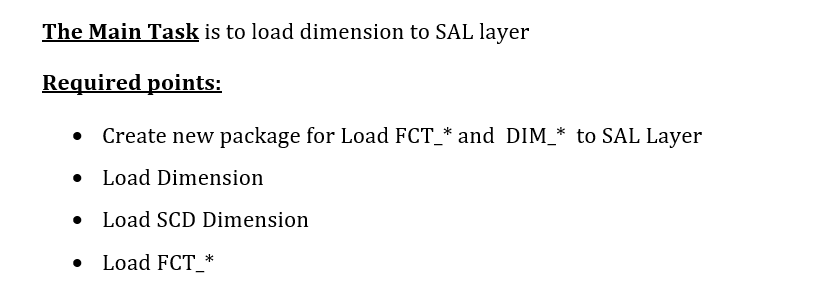 The Main Task is to load dimension to SAL layer
Required points:
• Create new package for Load FCT_* and DIM_* to SAL Layer
• Load Dimension
• Load SCD Dimension
• Load FCT_*